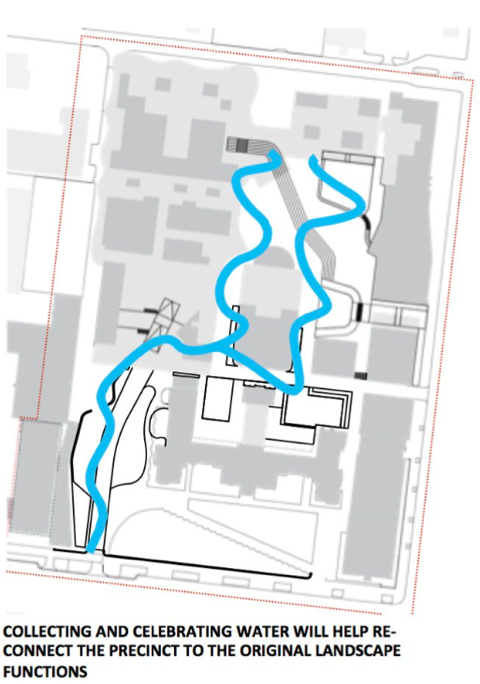 COLLECTING AND CELEBRATING WATER WILL HELP RE-
CONNECT THE PRECINCT TO THE ORIGINAL LANDSCAPE
FUNCTIONS